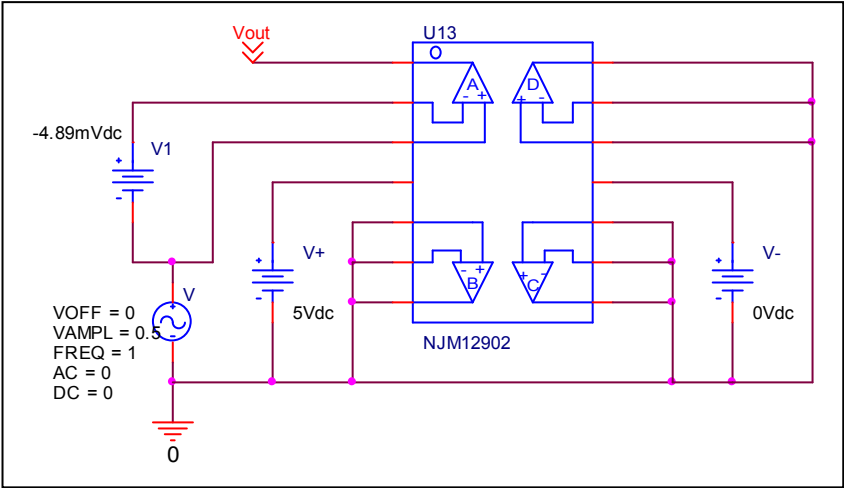 Vout
U13
A
D
- +
+ -
-4.89mVdc
V1
+
-
V+
V-
+
-
+
-
- +
+ -
B
C
5Vdc
0Vdc
V
+
-
VOFF = 0
VAMPL = 0.5
FREQ = 1
AC = 0
DC = 0
NJM12902
0